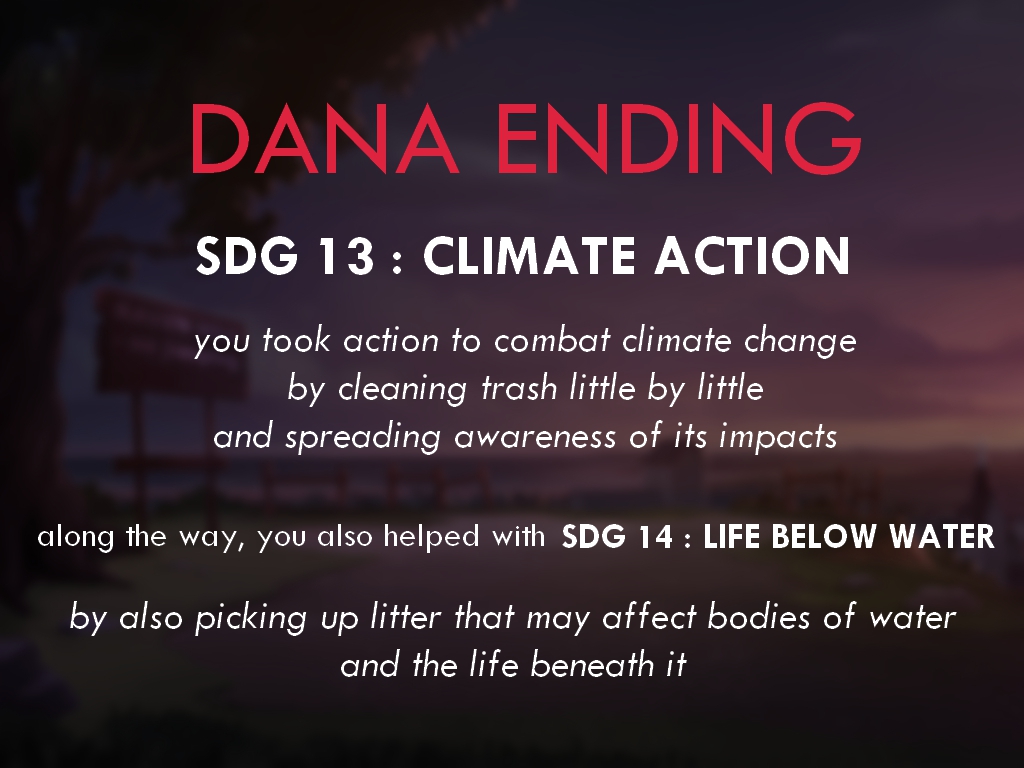 DANA ENDING
SDG 13 : CLIMATE ACTION
you took action to combat climate change
by cleaning trash little by little
and spreading awareness of its impacts
along the way, you also helped with SDG 14 : LIFE BELOW WATER
by also picking up litter that may affect bodies of water
and the life beneath it